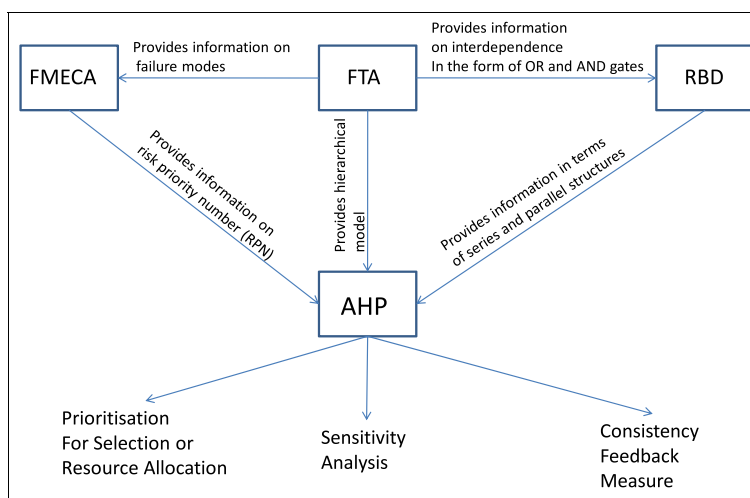 Provides information on
failure modes
Provides information
on interdependence
In the form of OR and AND gates
FMECA
FTA
RBD
Provides information on
risk priority number (RPN)
Provides hierarchical
model
Provides information in terms
of series and parallel structures
AHP
Prioritisation
For Selection or
Resource Allocation
Sensitivity
Analysis
Consistency
Feedback
Measure